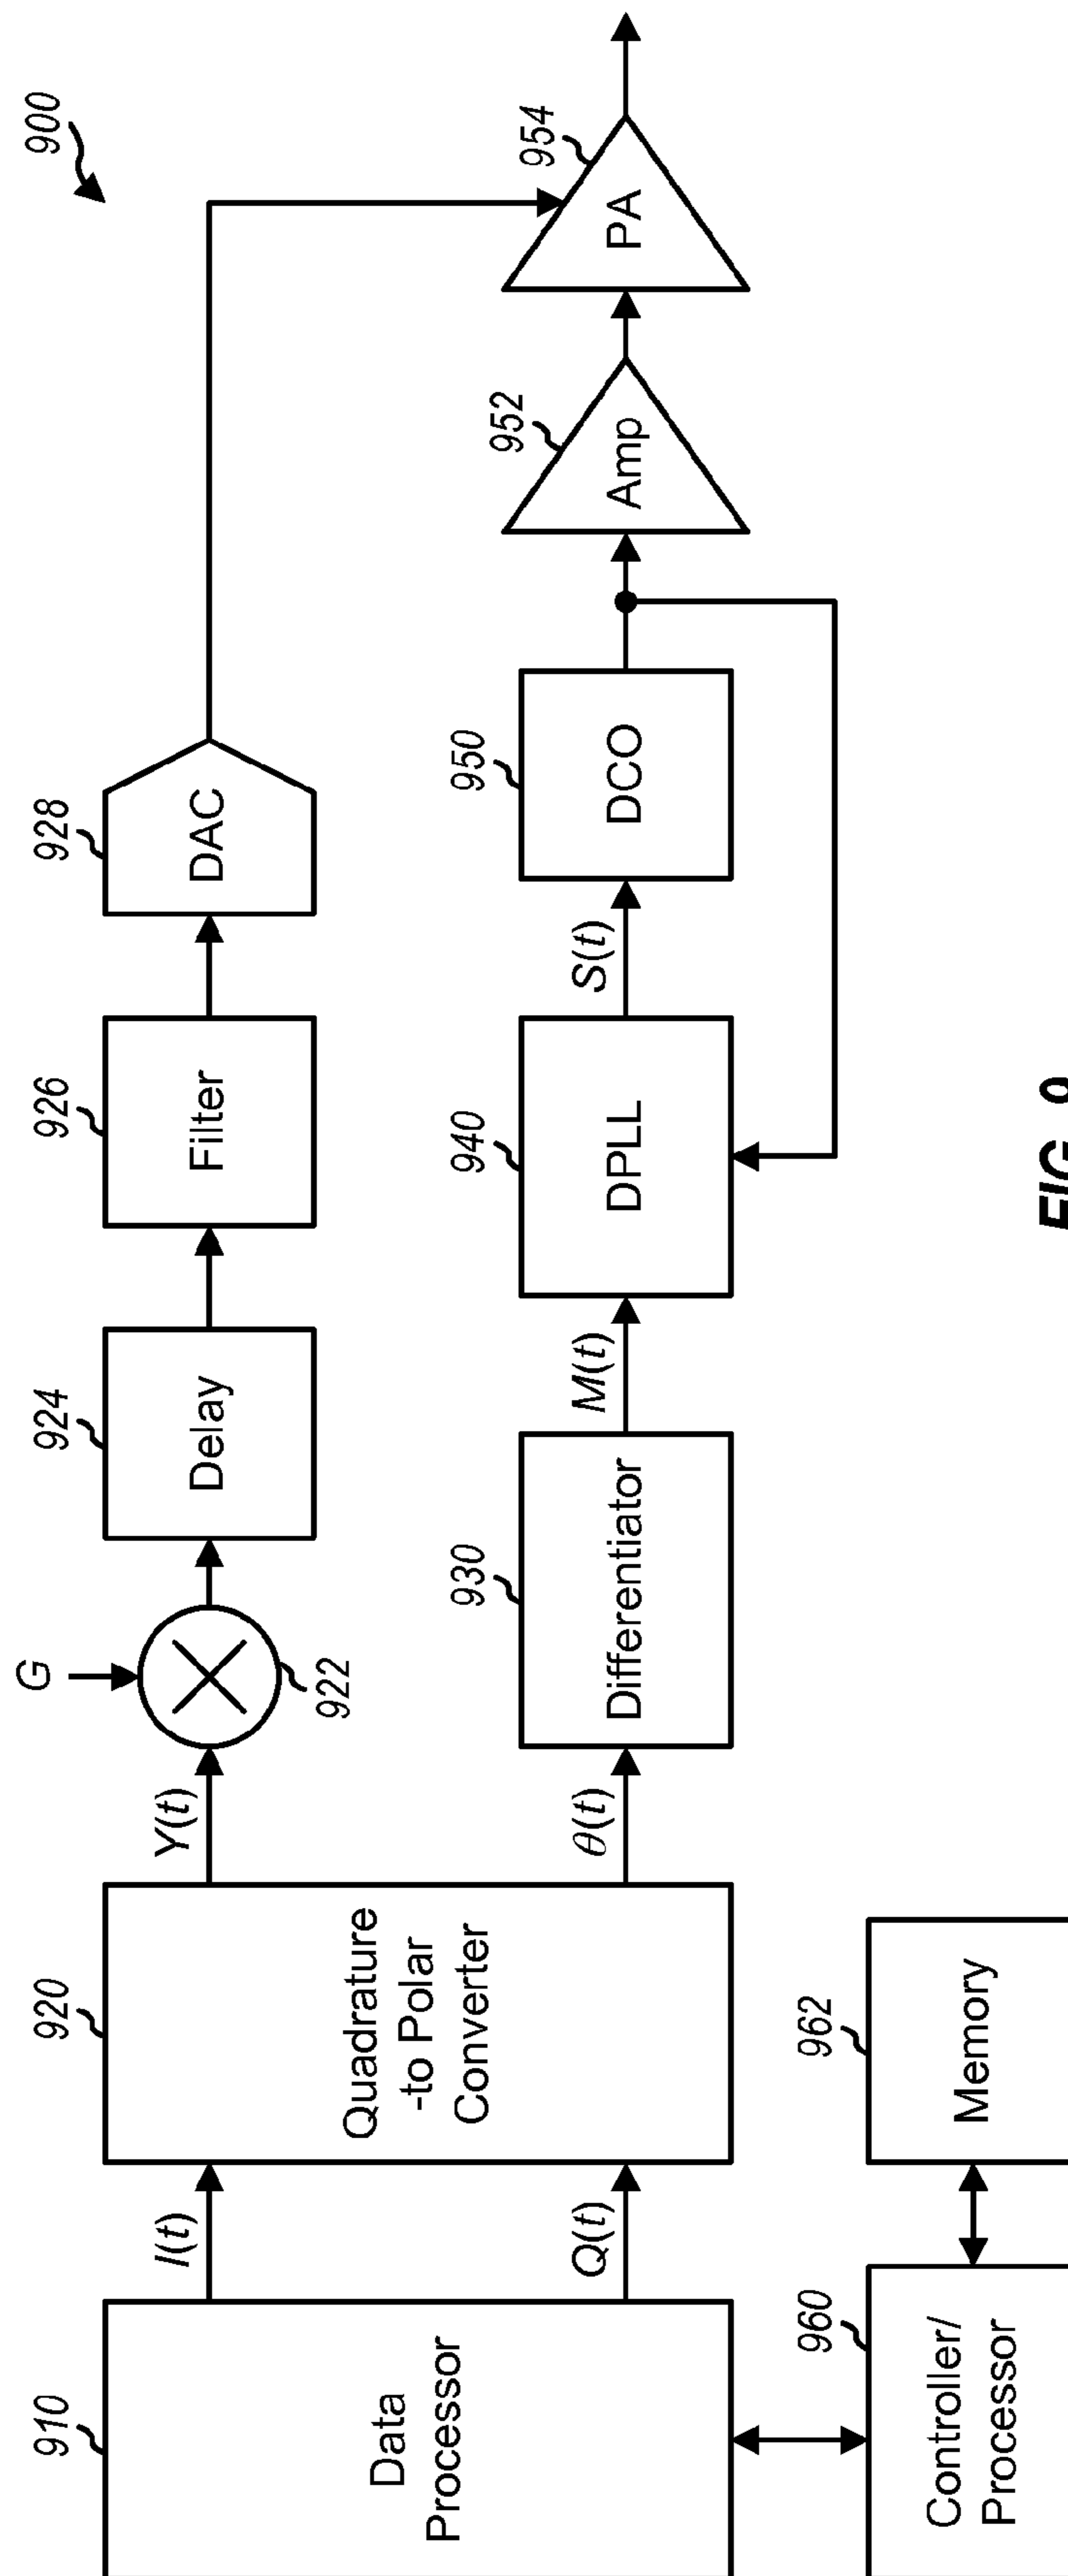 900
910
Data
Processor
I(t)
Q(t)
920
Quadrature
-to Polar
Converter
Y(t)
θ(t)
G
922
924
Delay
926
Filter
928
DAC
930
Differentiator
M(t)
940
DPLL
S(t)
950
DCO
952
Amp
954
PA
960
Controller/
Processor
962
Memory
FIG. 9